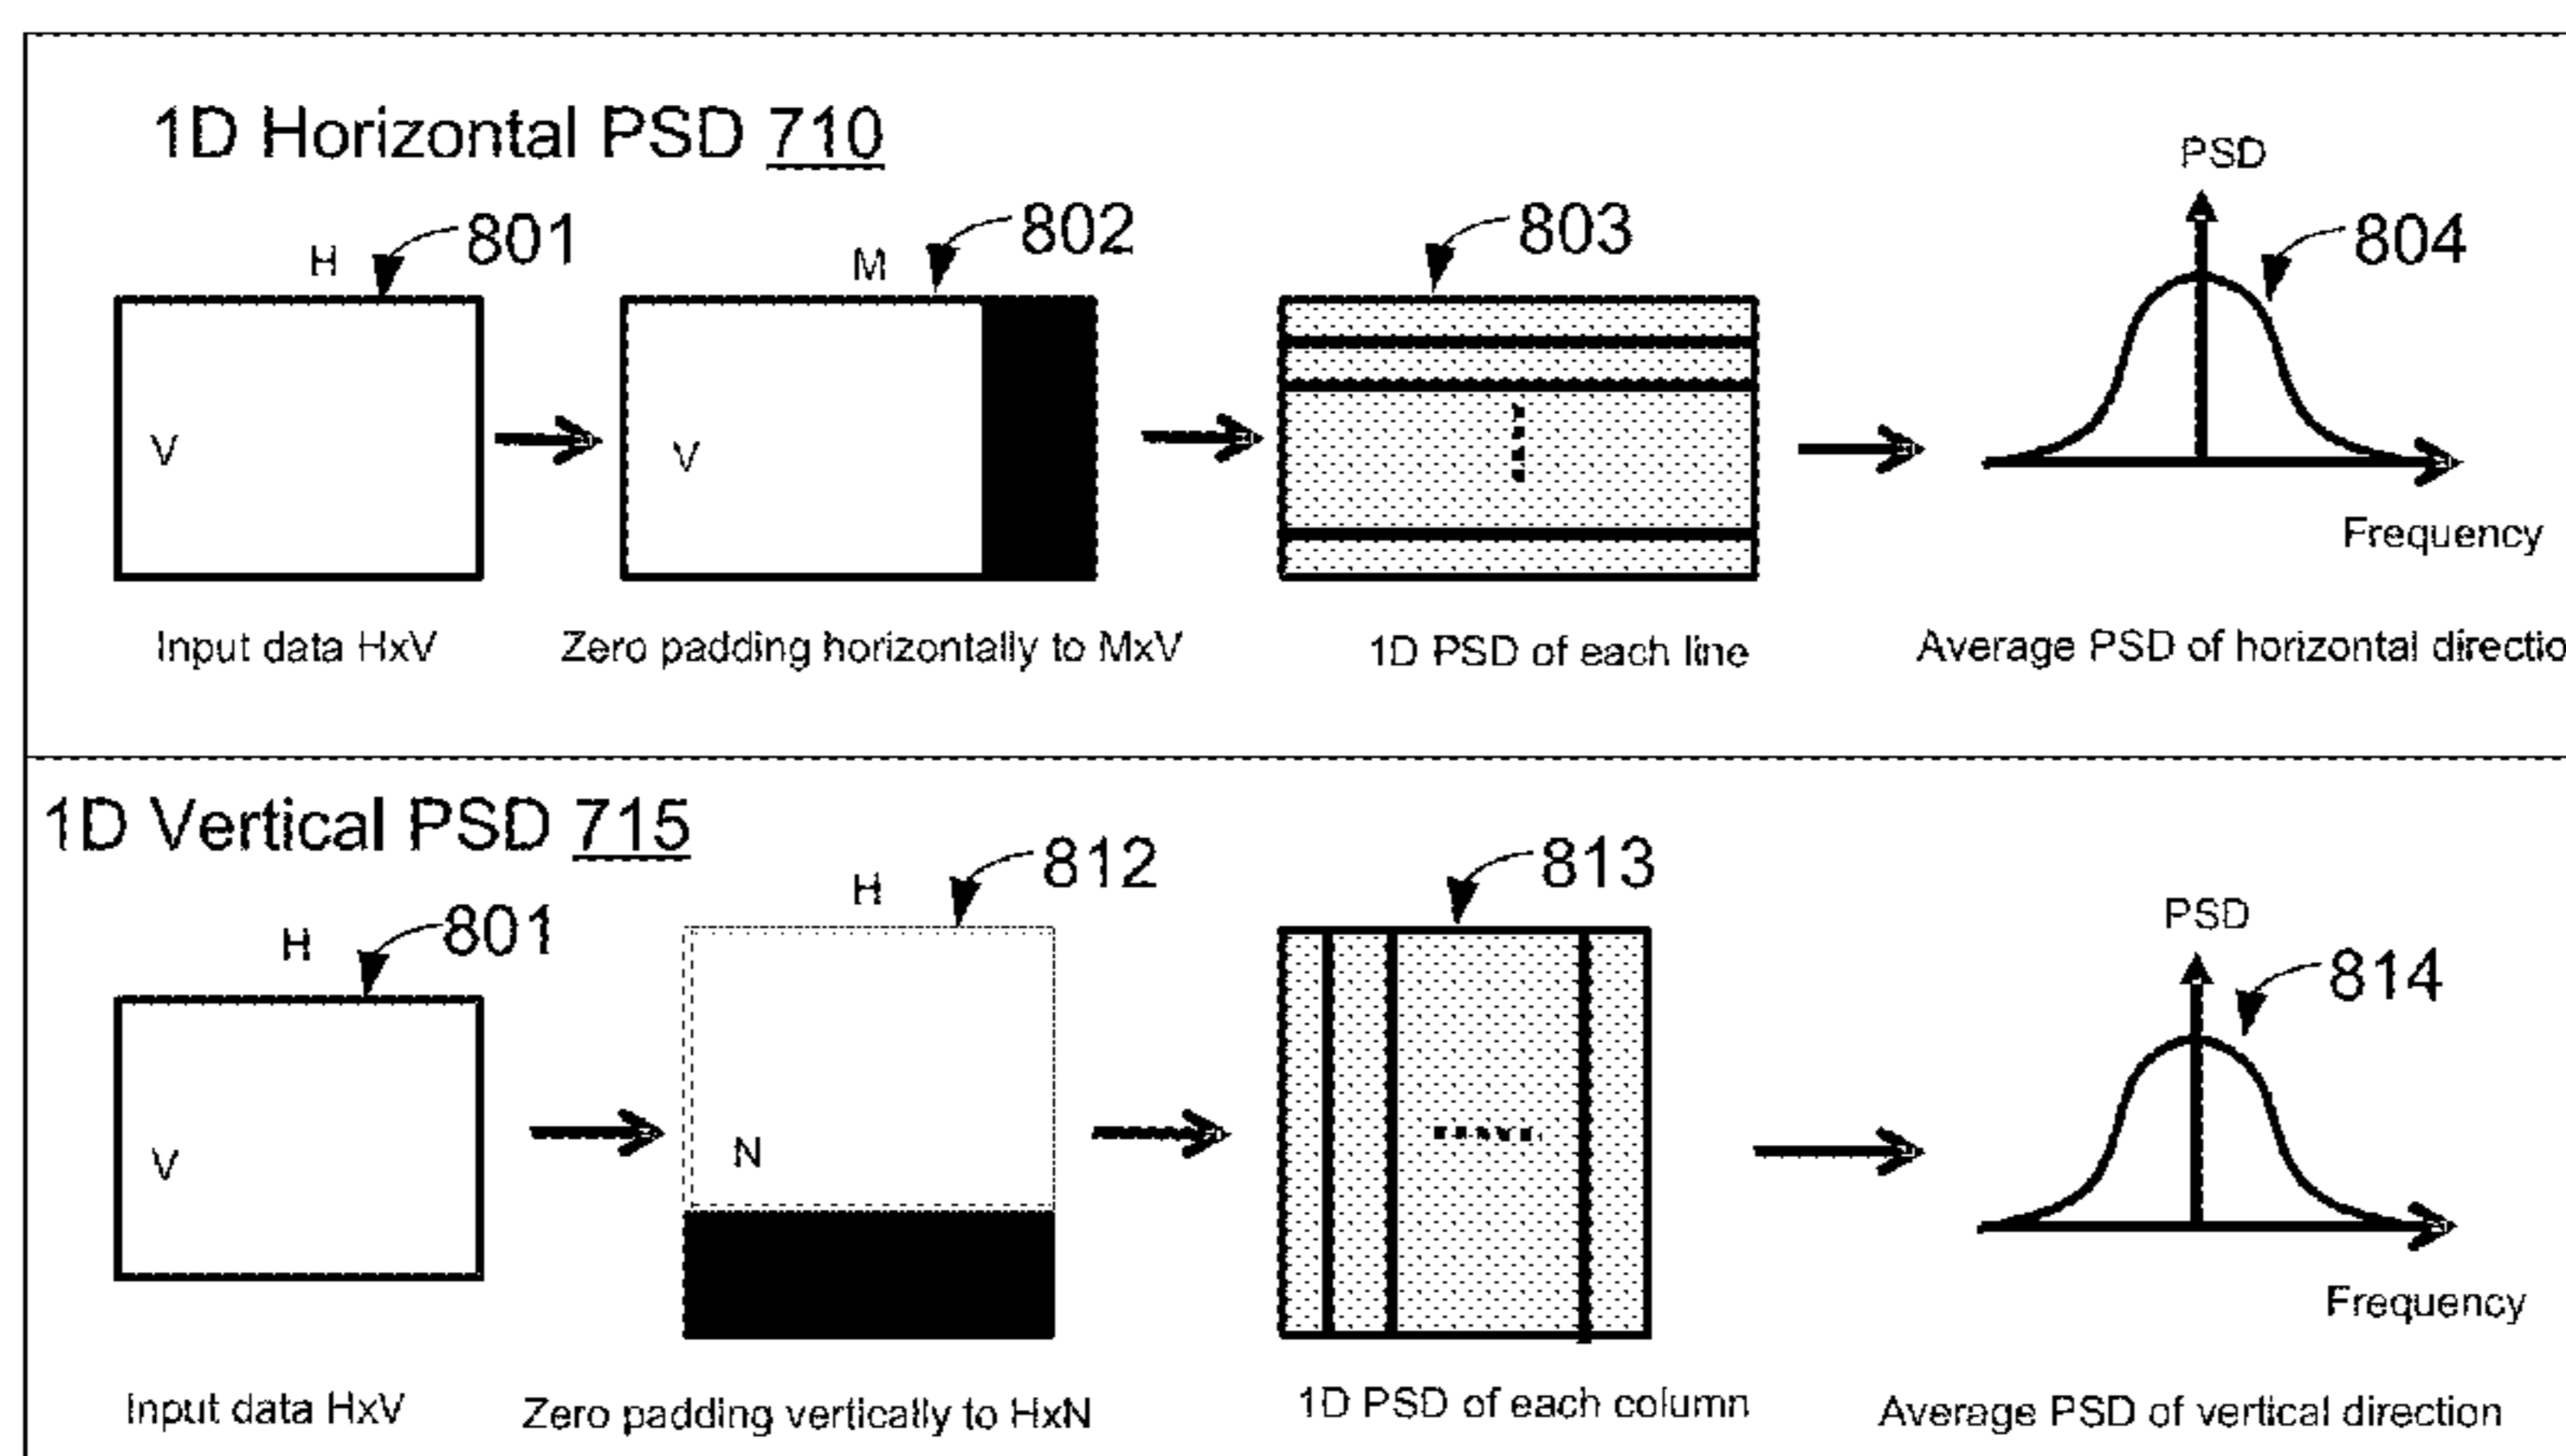 1D Horizontal PSD 710
PSD
H
801
M
802
803
804
V
V
Frequency
Input data HxV
Zero padding horizontally to MxV
1D PSD of each line
Average PSD of horizontal directio
1D Vertical PSD 715
H
801
H
812
813
PSD
814
V
N
Frequency
Input data HxV
Zero padding vertically to HxN
1D PSD of each column
Average PSD of vertical direction